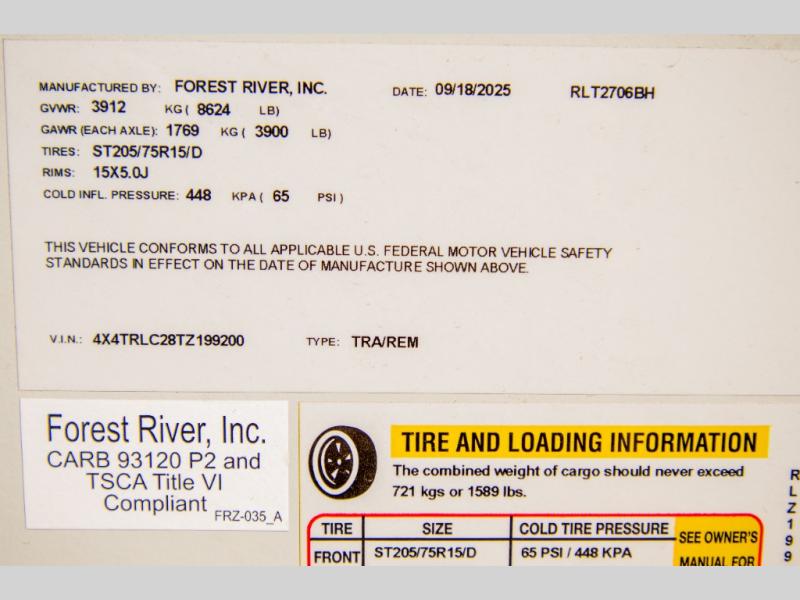 MANUFACTURED BY: FOREST RIVER, INC. DATE: 09/18/2025 RLT2706BH
GVWR: 3912 KG ( 8624 LB)
GAWR (EACH AXLE): 1769 KG ( 3900 LB)
TIRES: ST205/75R15/D
RIMS: 15X5.0J
COLD INFL. PRESSURE: 448 KPA ( 65 PSI )
THIS VEHICLE CONFORMS TO ALL APPLICABLE U.S. FEDERAL MOTOR VEHICLE SAFETY
STANDARDS IN EFFECT ON THE DATE OF MANUFACTURE SHOWN ABOVE.
V.I.N.: 4X4TRLC28TZ199200 TYPE: TRA/REM
Forest River, Inc.
CARB 93120 P2 and
TSCA Title VI
Compliant
FRZ-035_A
TIRE AND LOADING INFORMATION
The combined weight of cargo should never exceed
721 kgs or 1589 lbs.
TIRE SIZE COLD TIRE PRESSURE SEE OWNER'S
FRONT ST205/75R15/D 65 PSI / 448 KPA MANUAL FOR
R
L
Z
1
9
9